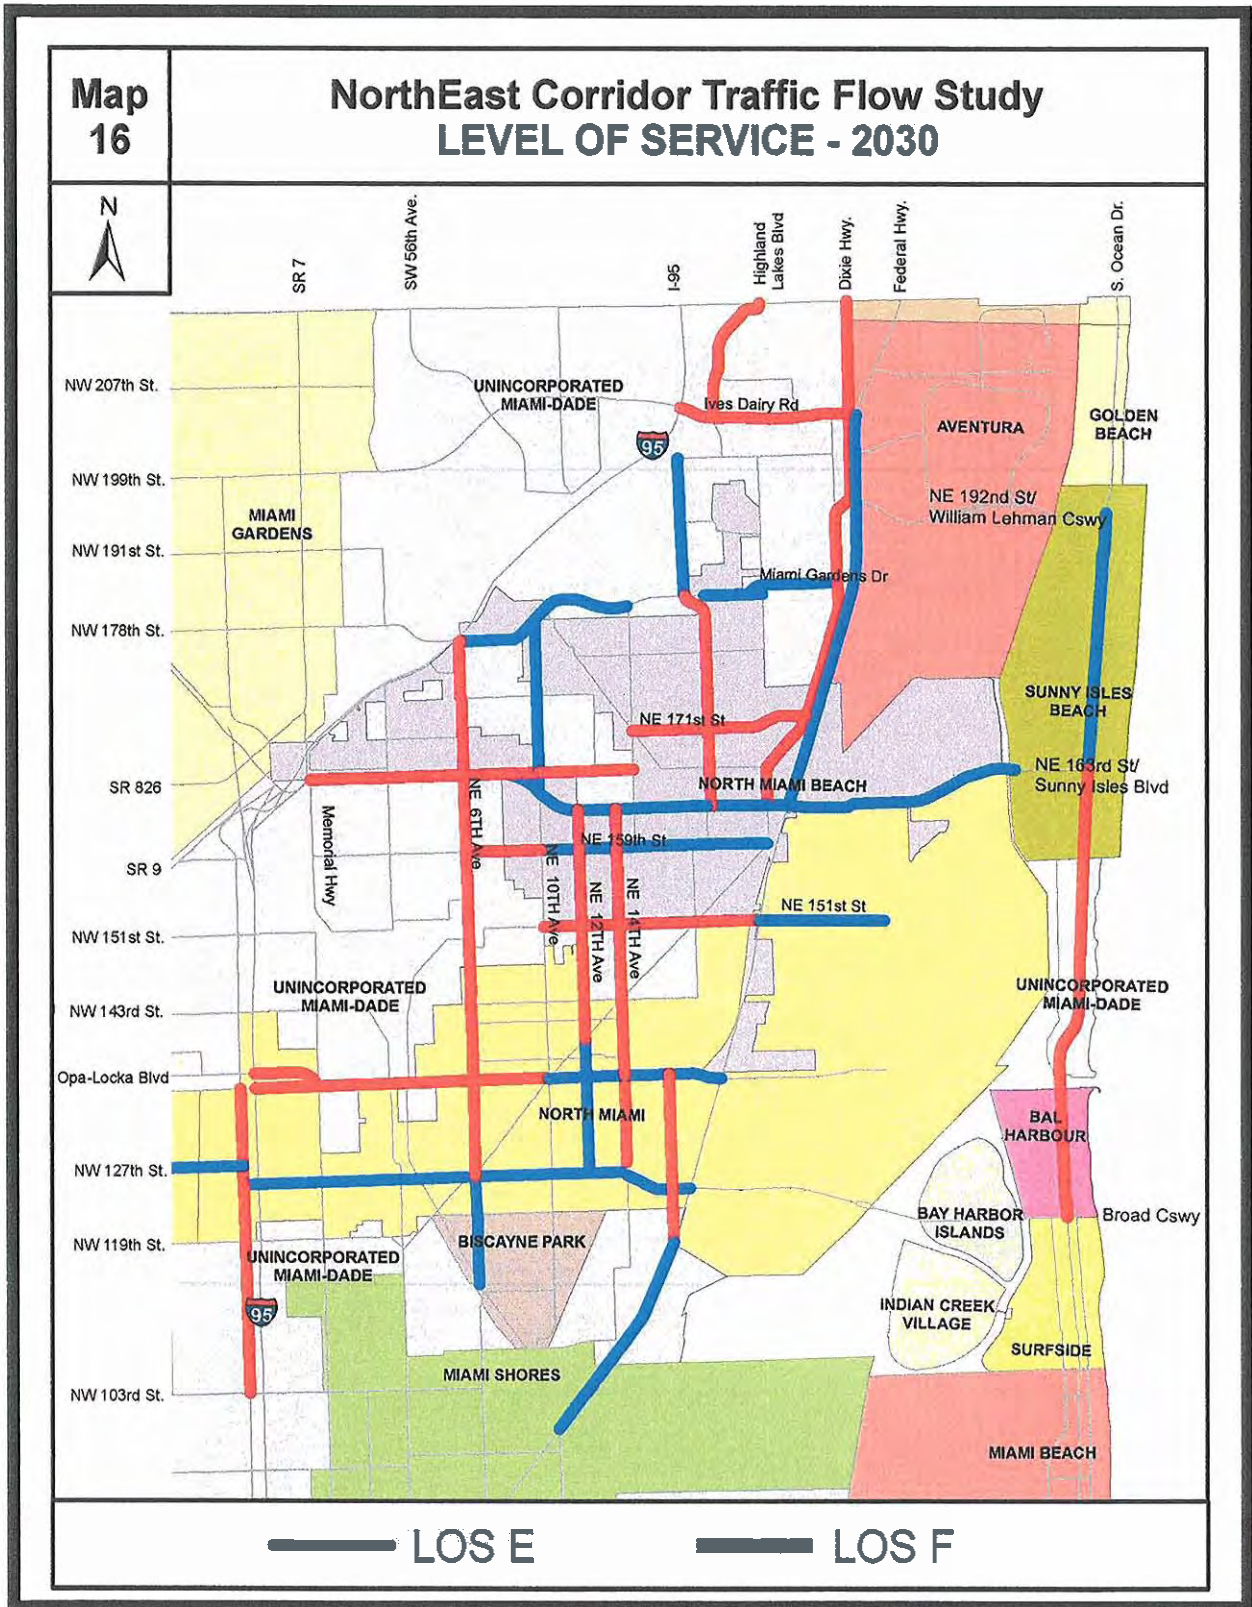 Map
16
NorthEast Corridor Traffic Flow Study
LEVEL OF SERVICE - 2030
N
SR 7
SW 56th Ave.
I-95
Highland
Lakes Blvd
Dixie Hwy.
Federal Hwy.
S. Ocean Dr.
NW 207th St.
UNINCORPORATED
MIAMI-DADE
Ives Dairy Rd
AVENTURA
GOLDEN
BEACH
95
NW 199th St.
NE 192nd St/
William Lehman Cswy
MIAMI
GARDENS
NW 191st St.
Miami Gardens Dr
NW 178th St.
SUNNY ISLES
BEACH
NE 171st St
NE 163rd St/
Sunny Isles Blvd
SR 826
NORTH MIAMI BEACH
NE 6TH Ave
Memorial Hwy
NE 159th St
SR 9
NE 10TH Ave
NE 12TH Ave
NE 14TH Ave
NE 151st St
NW 151st St.
UNINCORPORATED
MIAMI-DADE
UNINCORPORATED
MIAMI-DADE
NW 143rd St.
Opa-Locka Blvd
NORTH MIAMI
BAL
HARBOUR
NW 127th St.
BAY HARBOR
ISLANDS
Broad Cswy
NW 119th St.
UNINCORPORATED
MIAMI-DADE
BISCAYNE PARK
95
INDIAN CREEK
VILLAGE
SURFSIDE
MIAMI SHORES
NW 103rd St.
MIAMI BEACH
LOS E
LOS F